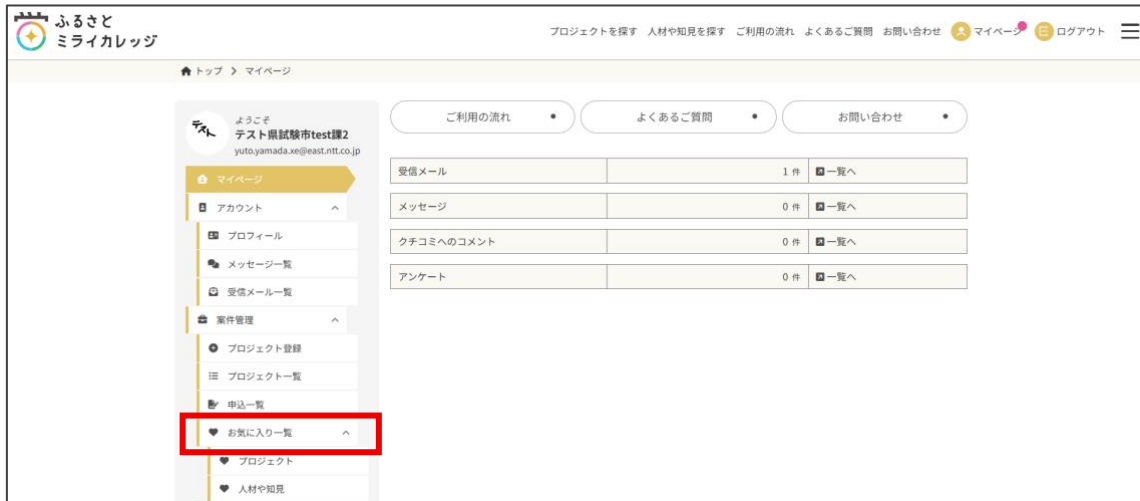 ふるさと
ミライカレッジ
プロジェクトを探す 人材や知見を探す ご利用の流れ よくあるご質問 お問い合わせ マイページ ログアウト
トップ > マイページ
テスト
ようこそ
テスト県試験市test課2
yuto.yamada.xe@east.ntt.co.jp
マイページ
アカウント
プロフィール
メッセージ一覧
受信メール一覧
案件管理
プロジェクト登録
プロジェクト一覧
申込一覧
お気に入り一覧
プロジェクト
人材や知見
ご利用の流れ よくあるご質問 お問い合わせ
受信メール 1 件 一覧へ
メッセージ 0 件 一覧へ
クチコミへのコメント 0 件 一覧へ
アンケート 0 件 一覧へ